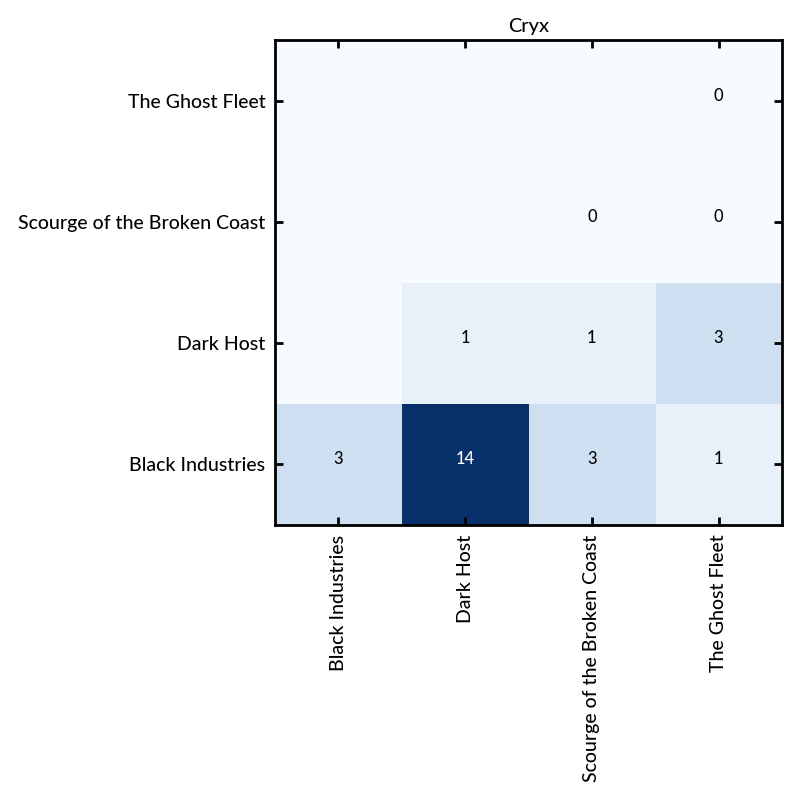 Cryx
The Ghost Fleet 0
Scourge of the Broken Coast 0 0
Dark Host 1 1 3
Black Industries 3 14 3 1
Black Industries
Dark Host
Scourge of the Broken Coast
The Ghost Fleet